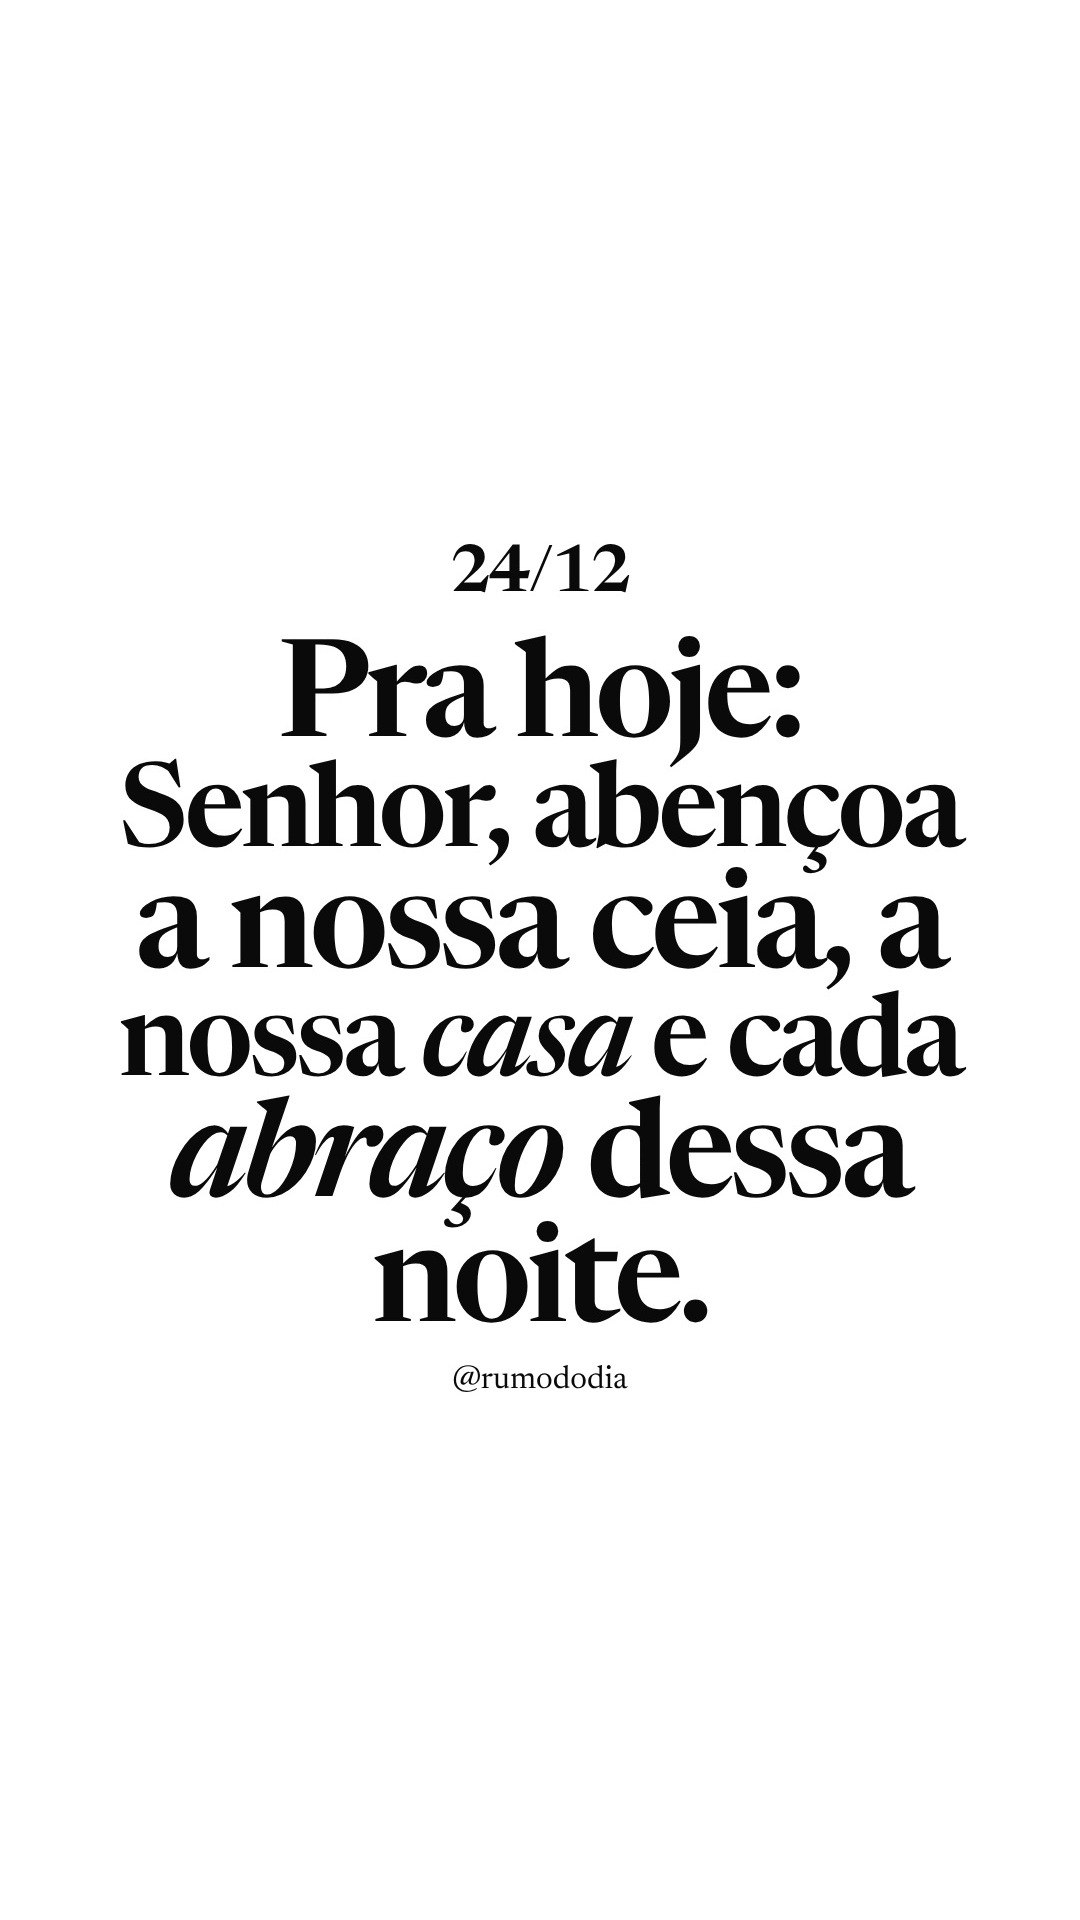 24/12
Pra hoje:
Senhor, abençoa
a nossa ceia, a
nossa casa e cada
abraço dessa
noite.
@rumododia